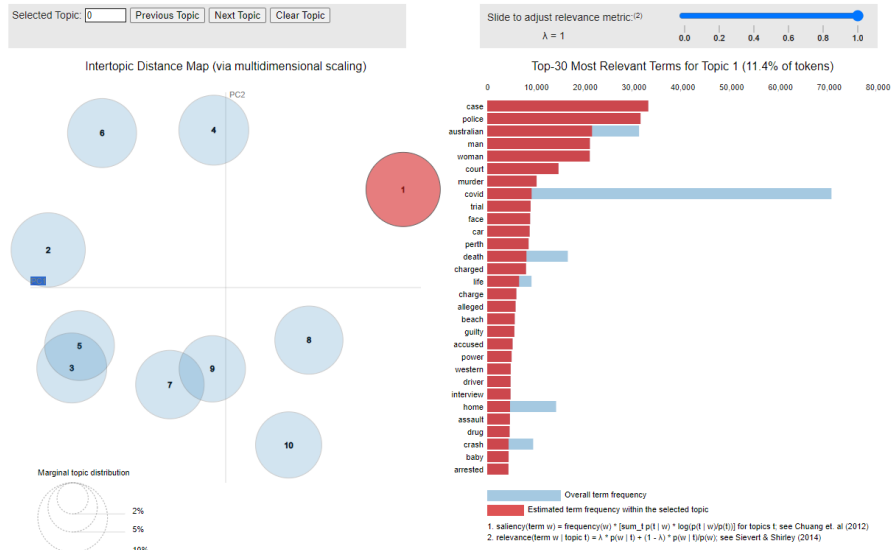 Selected Topic: 0 Previous Topic Next Topic Clear Topic
Slide to adjust relevance metric:(2)
λ = 1
0.0 0.2 0.4 0.6 0.8 1.0
Intertopic Distance Map (via multidimensional scaling)
PC2
6
4
1
2
5
3
7
9
8
10
Marginal topic distribution
2%
5%
10%
Top-30 Most Relevant Terms for Topic 1 (11.4% of tokens)
0 10,000 20,000 30,000 40,000 50,000 60,000 70,000 80,000
case
police
australian
man
woman
court
murder
covid
trial
face
car
perth
death
charged
life
charge
alleged
beach
guilty
accused
power
western
driver
interview
home
assault
drug
crash
baby
arrested
Overall term frequency
Estimated term frequency within the selected topic
1. saliency(term w) = frequency(w) * [sum_t p(t | w) * log(p(t | w)/p(t))] for topics t; see Chuang et. al (2012)
2. relevance(term w | topic t) = λ * p(w | t) + (1 - λ) * p(w | t)/p(w); see Sievert & Shirley (2014)